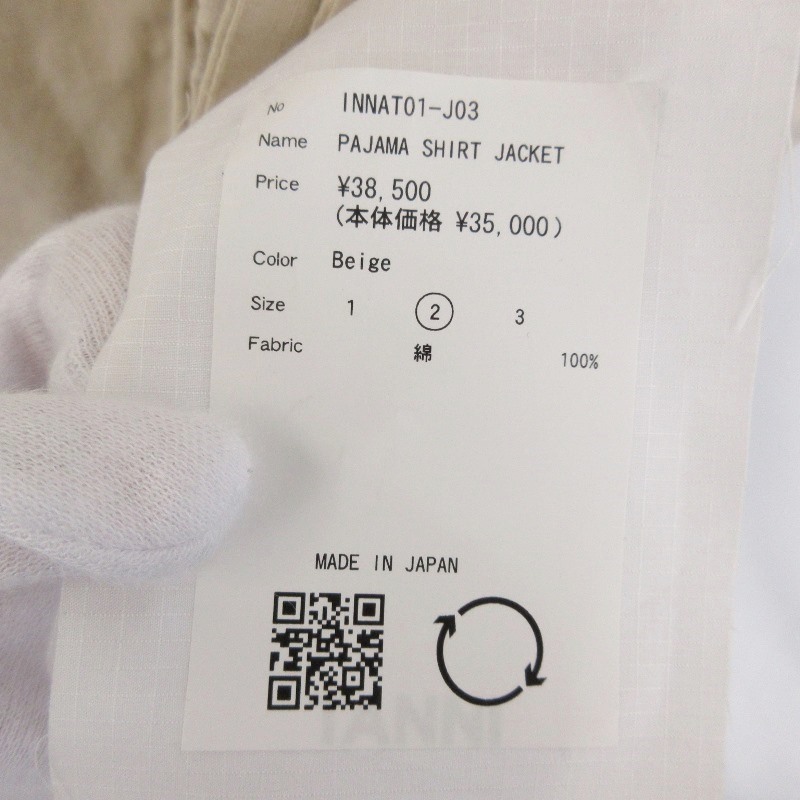 No INNAT01-J03
Name PAJAMA SHIRT JACKET
Price ¥38,500
(本体価格 ¥35,000)
Color Beige
Size 1 2 3
Fabric 綿 100%
MADE IN JAPAN